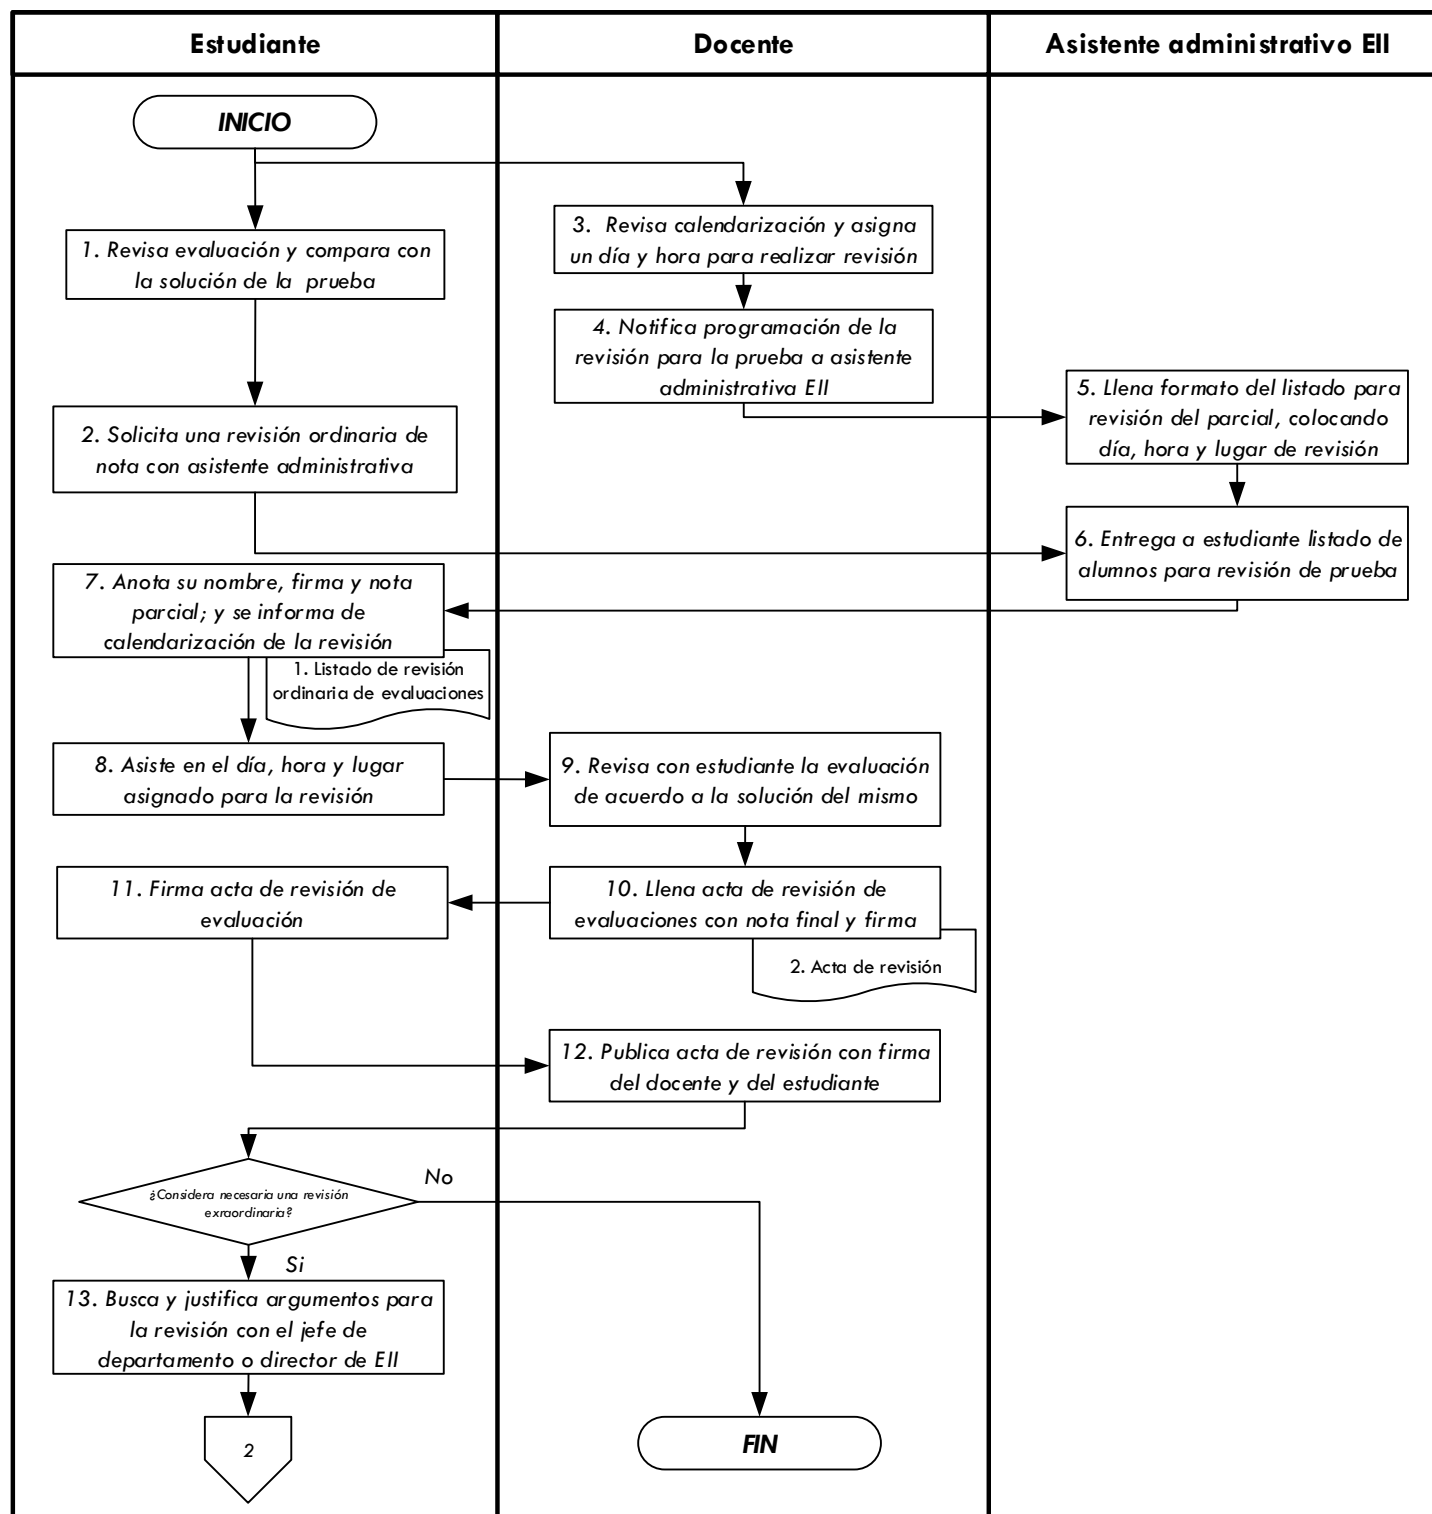 Estudiante
Docente
Asistente administrativo EII
INICIO
1. Revisa evaluación y compara con
la solución de la prueba
3. Revisa calendarización y asigna
un día y hora para realizar revisión
4. Notifica programación de la
revisión para la prueba a asistente
administrativa EII
5. Llena formato del listado para
revisión del parcial, colocando
día, hora y lugar de revisión
2. Solicita una revisión ordinaria de
nota con asistente administrativa
6. Entrega a estudiante listado de
alumnos para revisión de prueba
7. Anota su nombre, firma y nota
parcial; y se informa de
calendarización de la revisión
1. Listado de revisión
ordinaria de evaluaciones
8. Asiste en el día, hora y lugar
asignado para la revisión
9. Revisa con estudiante la evaluación
de acuerdo a la solución del mismo
11. Firma acta de revisión de
evaluación
10. Llena acta de revisión de
evaluaciones con nota final y firma
2. Acta de revisión
12. Publica acta de revisión con firma
del docente y del estudiante
¿Considera necesaria una revisión
exraordinaria?
No
Si
13. Busca y justifica argumentos para
la revisión con el jefe de
departamento o director de EII
2
FIN